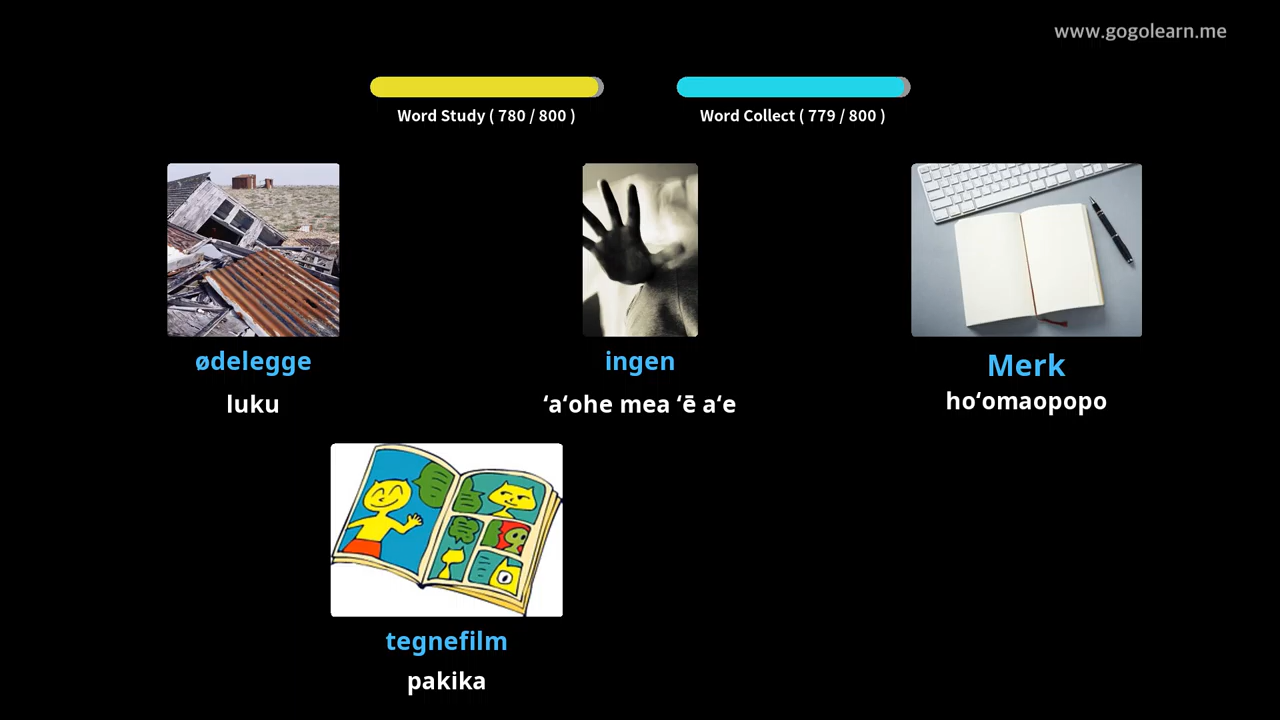 www.gogolearn.me
Word Study ( 780 / 800 )
Word Collect ( 779 / 800 )
ødelegge
ingen
Merk
luku
ʻaʻohe mea ʻē aʻe
hoʻomaopopo
tegnefilm
pakika